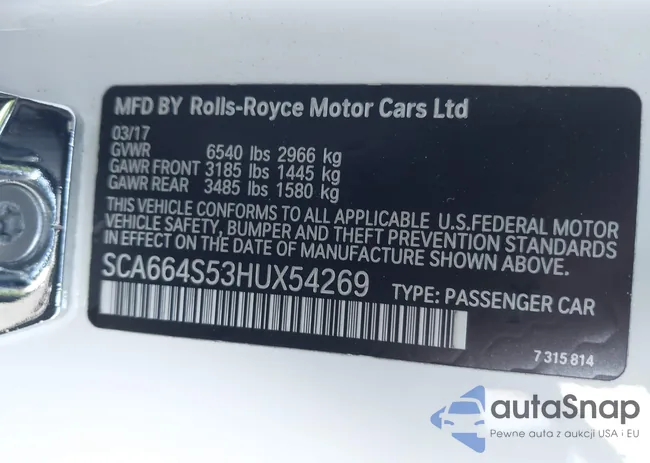 MFD BY Rolls-Royce Motor Cars Ltd
03/17
GVWR 6540 lbs 2966 kg
GAWR FRONT 3185 lbs 1445 kg
GAWR REAR 3485 lbs 1580 kg
THIS VEHICLE CONFORMS TO ALL APPLICABLE U.S.FEDERAL MOTOR
VEHICLE SAFETY, BUMPER AND THEFT PREVENTION STANDARDS
IN EFFECT ON THE DATE OF MANUFACTURE SHOWN ABOVE.
SCA664S53HUX54269 TYPE: PASSENGER CAR
7 315 814
autoSnap
Pewne auta z aukcji USA i EU